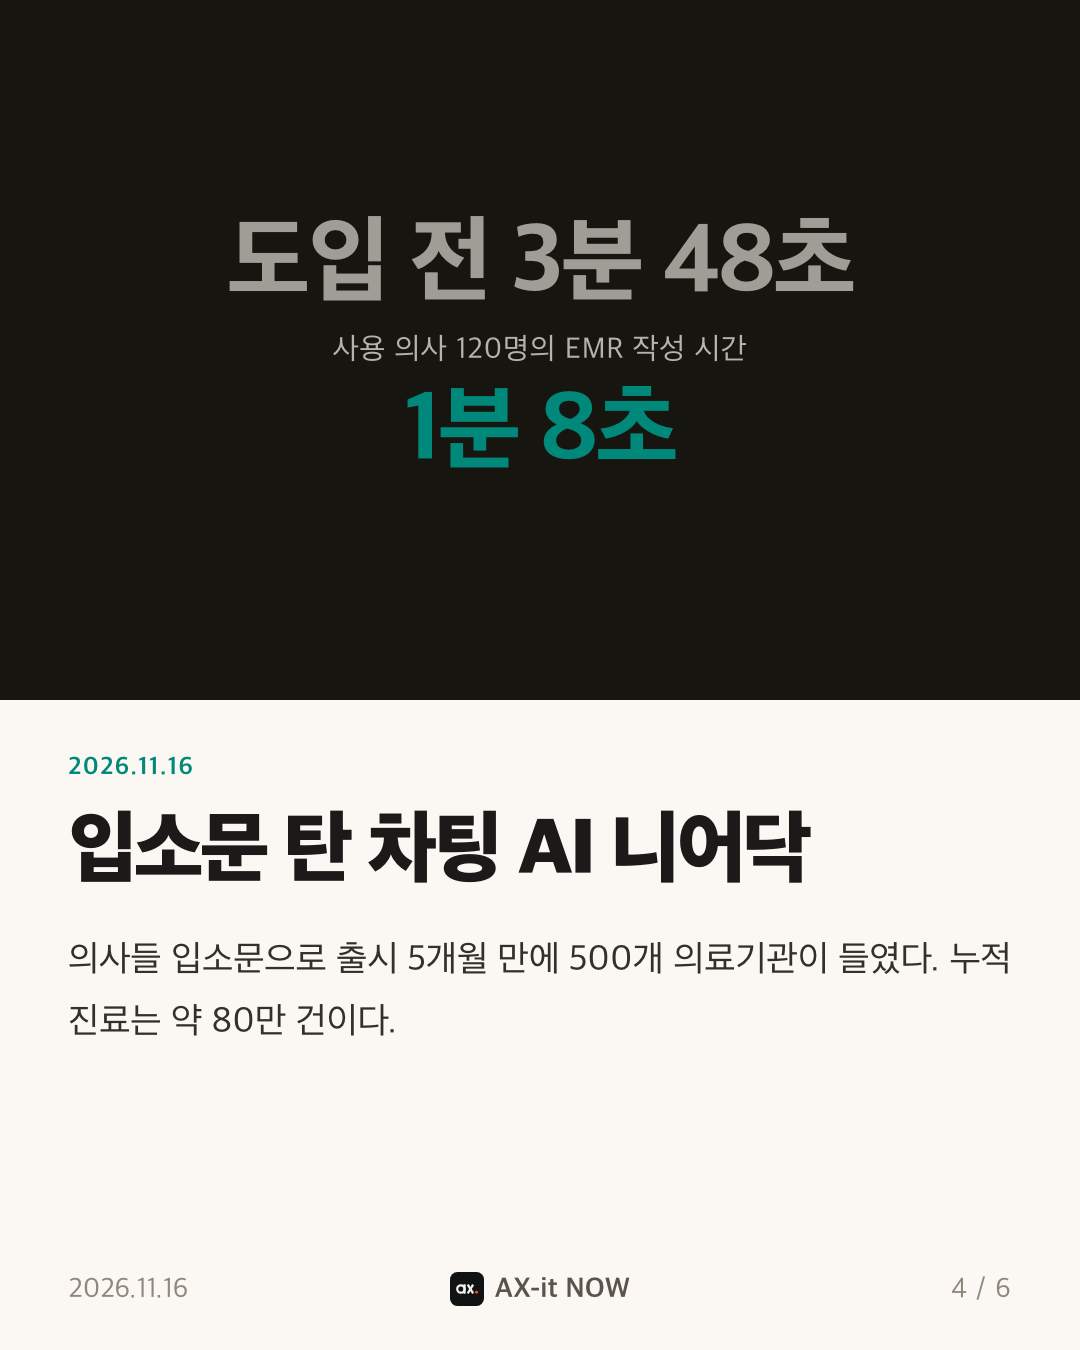 도입 전 3분 48초
사용 의사 120명의 EMR 작성 시간
1분 8초
2026.11.16
입소문 탄 차팅 AI 니어닥
의사들 입소문으로 출시 5개월 만에 500개 의료기관이 들였다. 누적
진료는 약 80만 건이다.
2026.11.16
ax. AX-it NOW
4 / 6